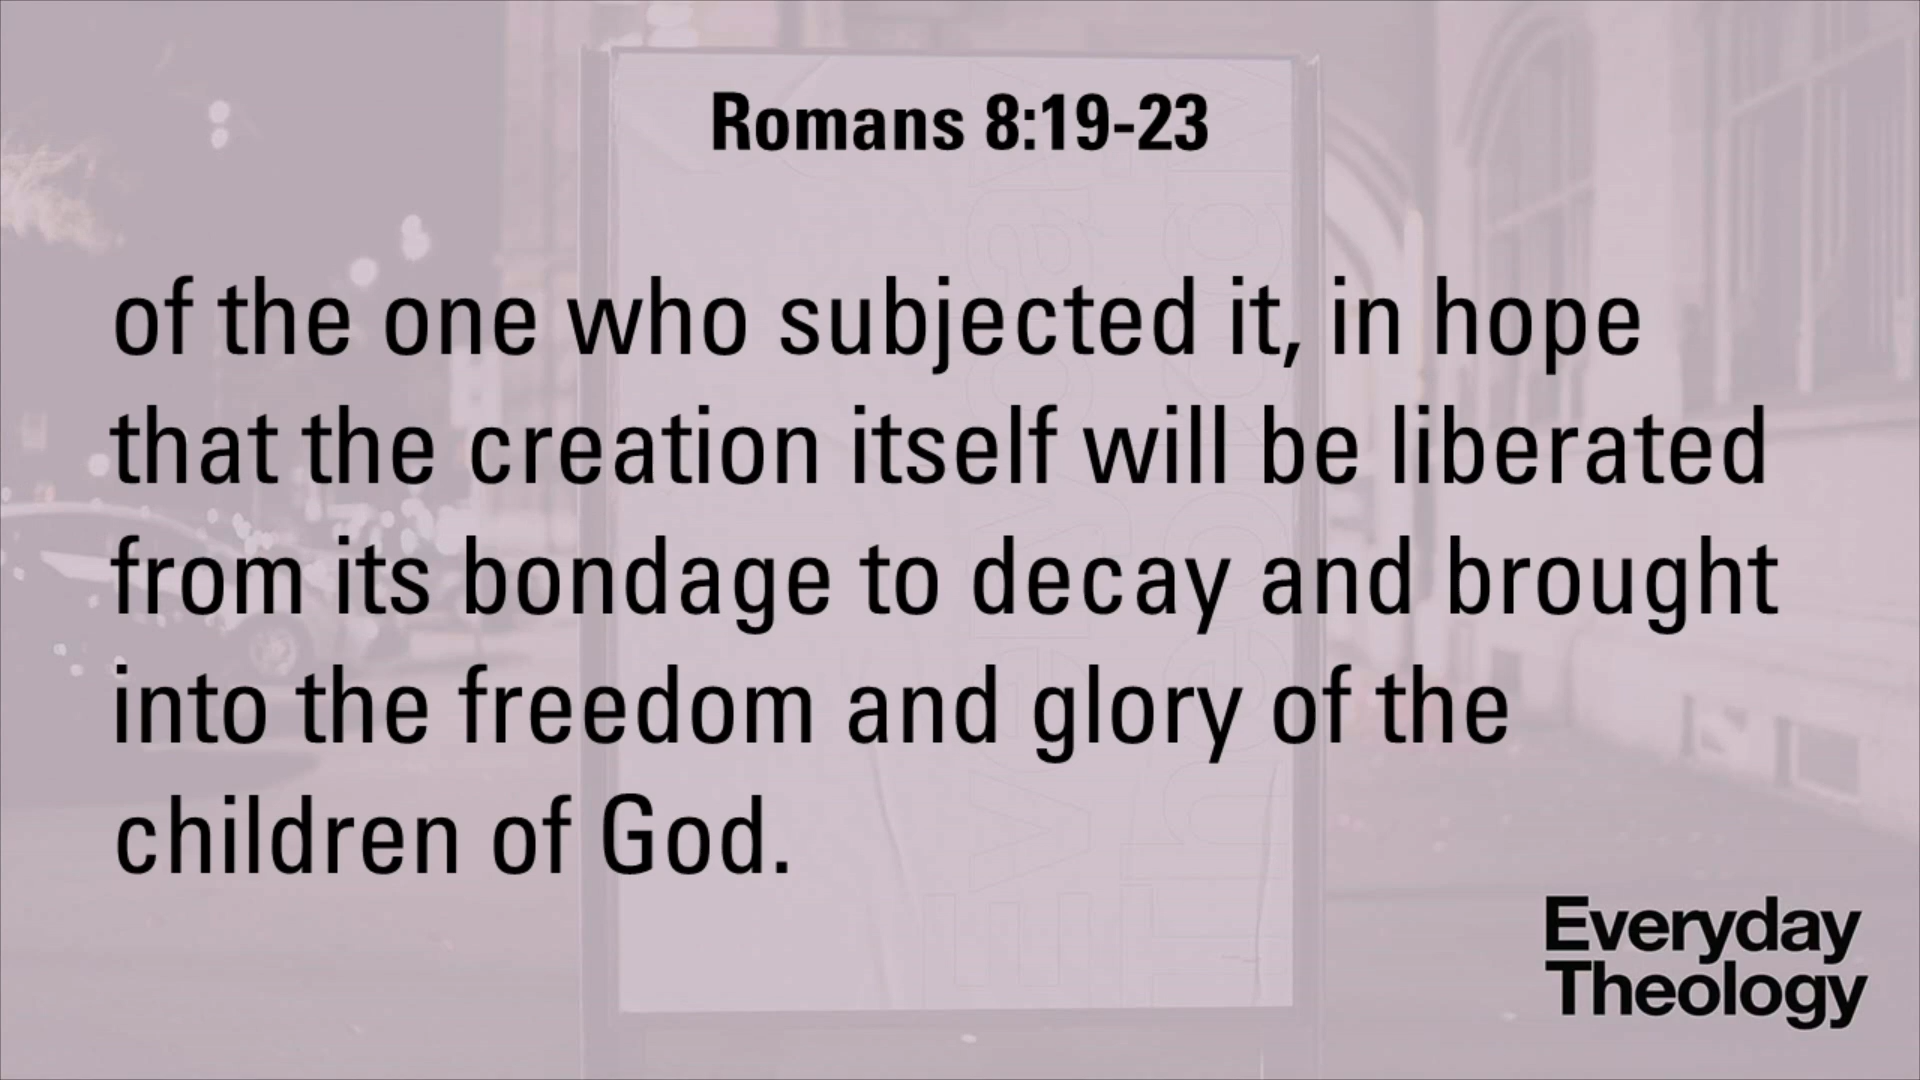 Romans 8:19-23
of the one who subjected it, in hope
that the creation itself will be liberated
from its bondage to decay and brought
into the freedom and glory of the
children of God.
Everyday
Theology